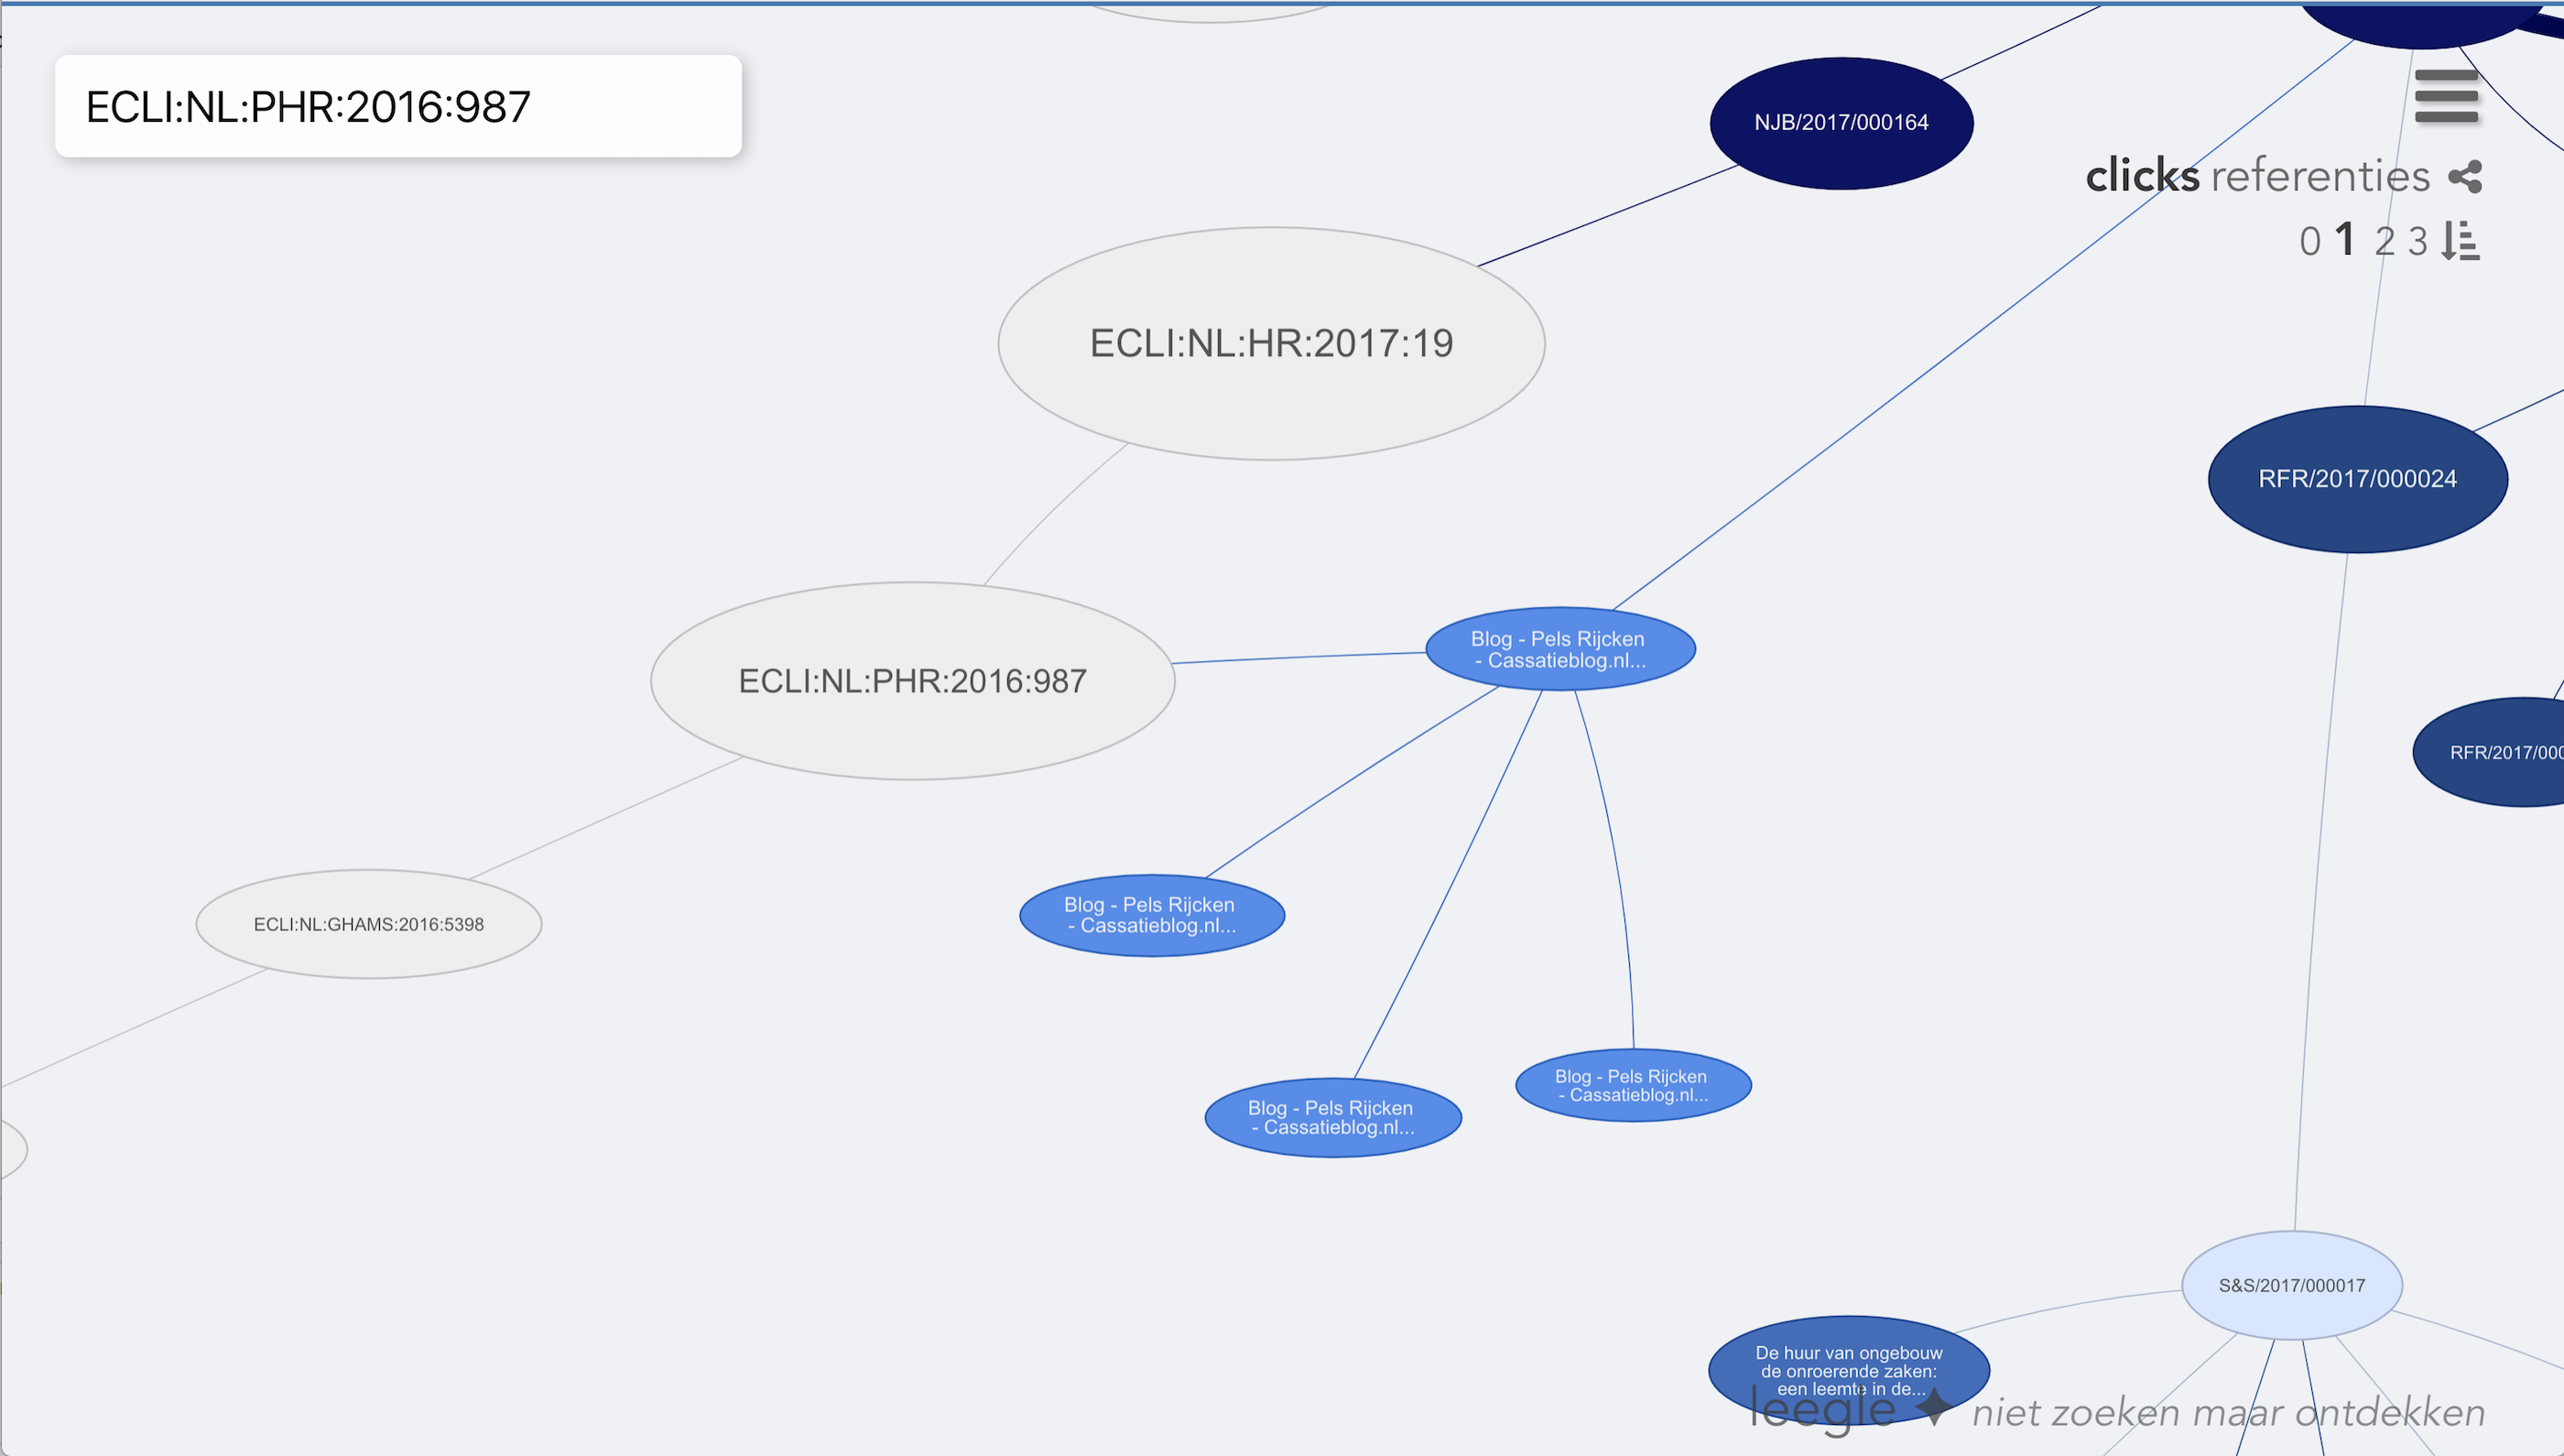 ECLI:NL:PHR:2016:987
NJB/2017/000164
clicks referenties
0 1 2 3
ECLI:NL:HR:2017:19
RFR/2017/000024
Blog - Pels Rijcken
- Cassatieblog.nl...
ECLI:NL:PHR:2016:987
RFR/2017/000
Blog - Pels Rijcken
- Cassatieblog.nl...
ECLI:NL:GHAMS:2016:5398
Blog - Pels Rijcken
- Cassatieblog.nl...
Blog - Pels Rijcken
- Cassatieblog.nl...
S&S/2017/000017
De huur van ongebouw
de onroerende zaken:
een leemte in de...
leegle niet zoeken maar ontdekken